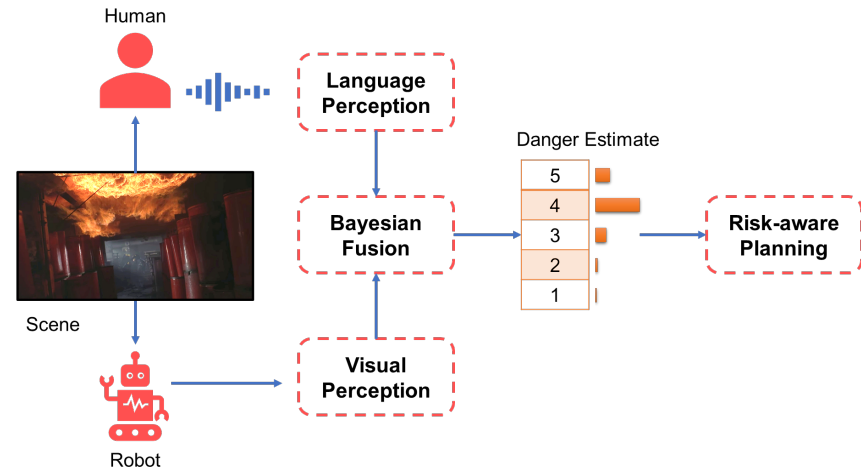 Human
Language
Perception
Danger Estimate
5
4
3
2
1
Bayesian
Fusion
Risk-aware
Planning
Scene
Visual
Perception
Robot